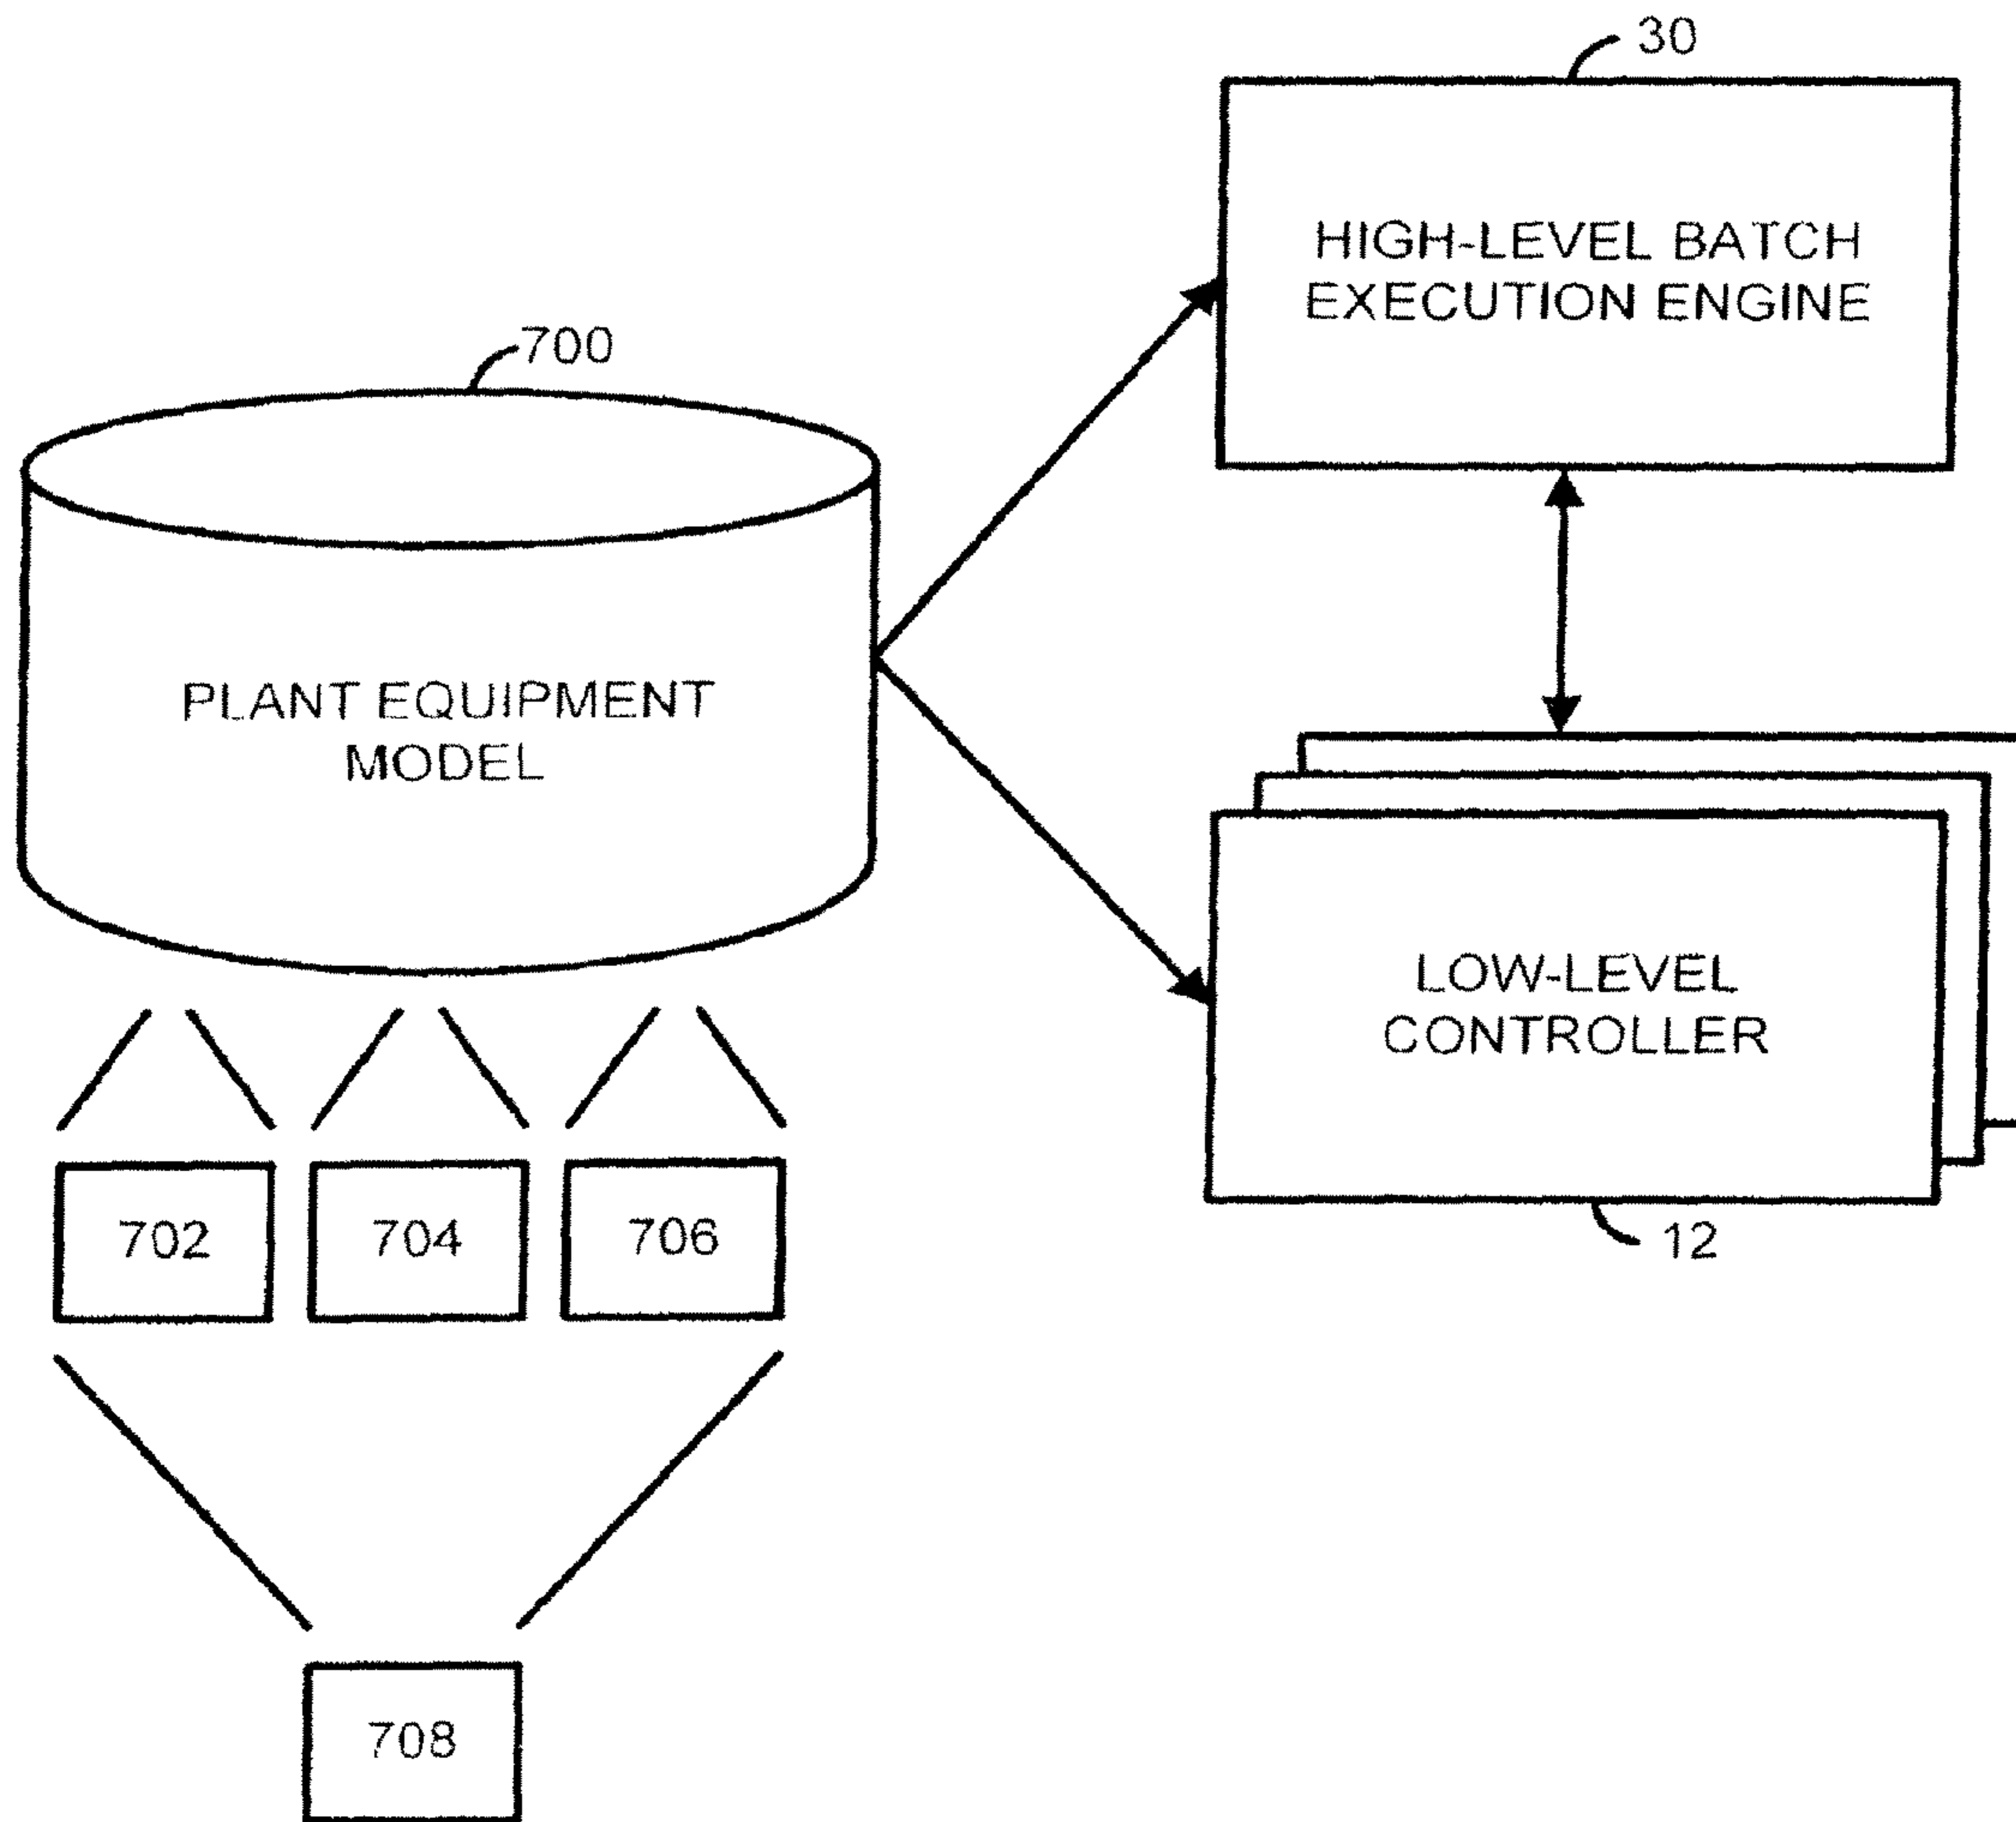 30
HIGH-LEVEL BATCH
EXECUTION ENGINE
700
PLANT EQUIPMENT
MODEL
LOW-LEVEL
CONTROLLER
12
702
704
706
708